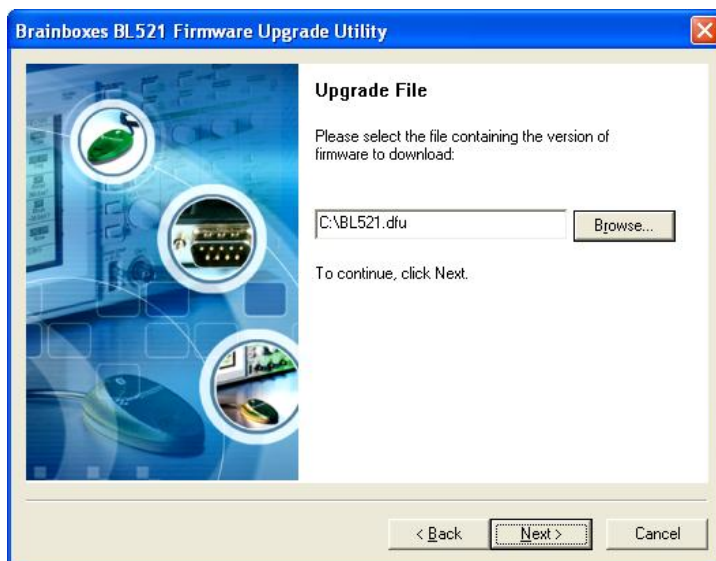 Brainboxes BL521 Firmware Upgrade Utility
Upgrade File
Please select the file containing the version of
firmware to download:
C:\BL521.dfu
Browse...
To continue, click Next.
< Back
Next >
Cancel